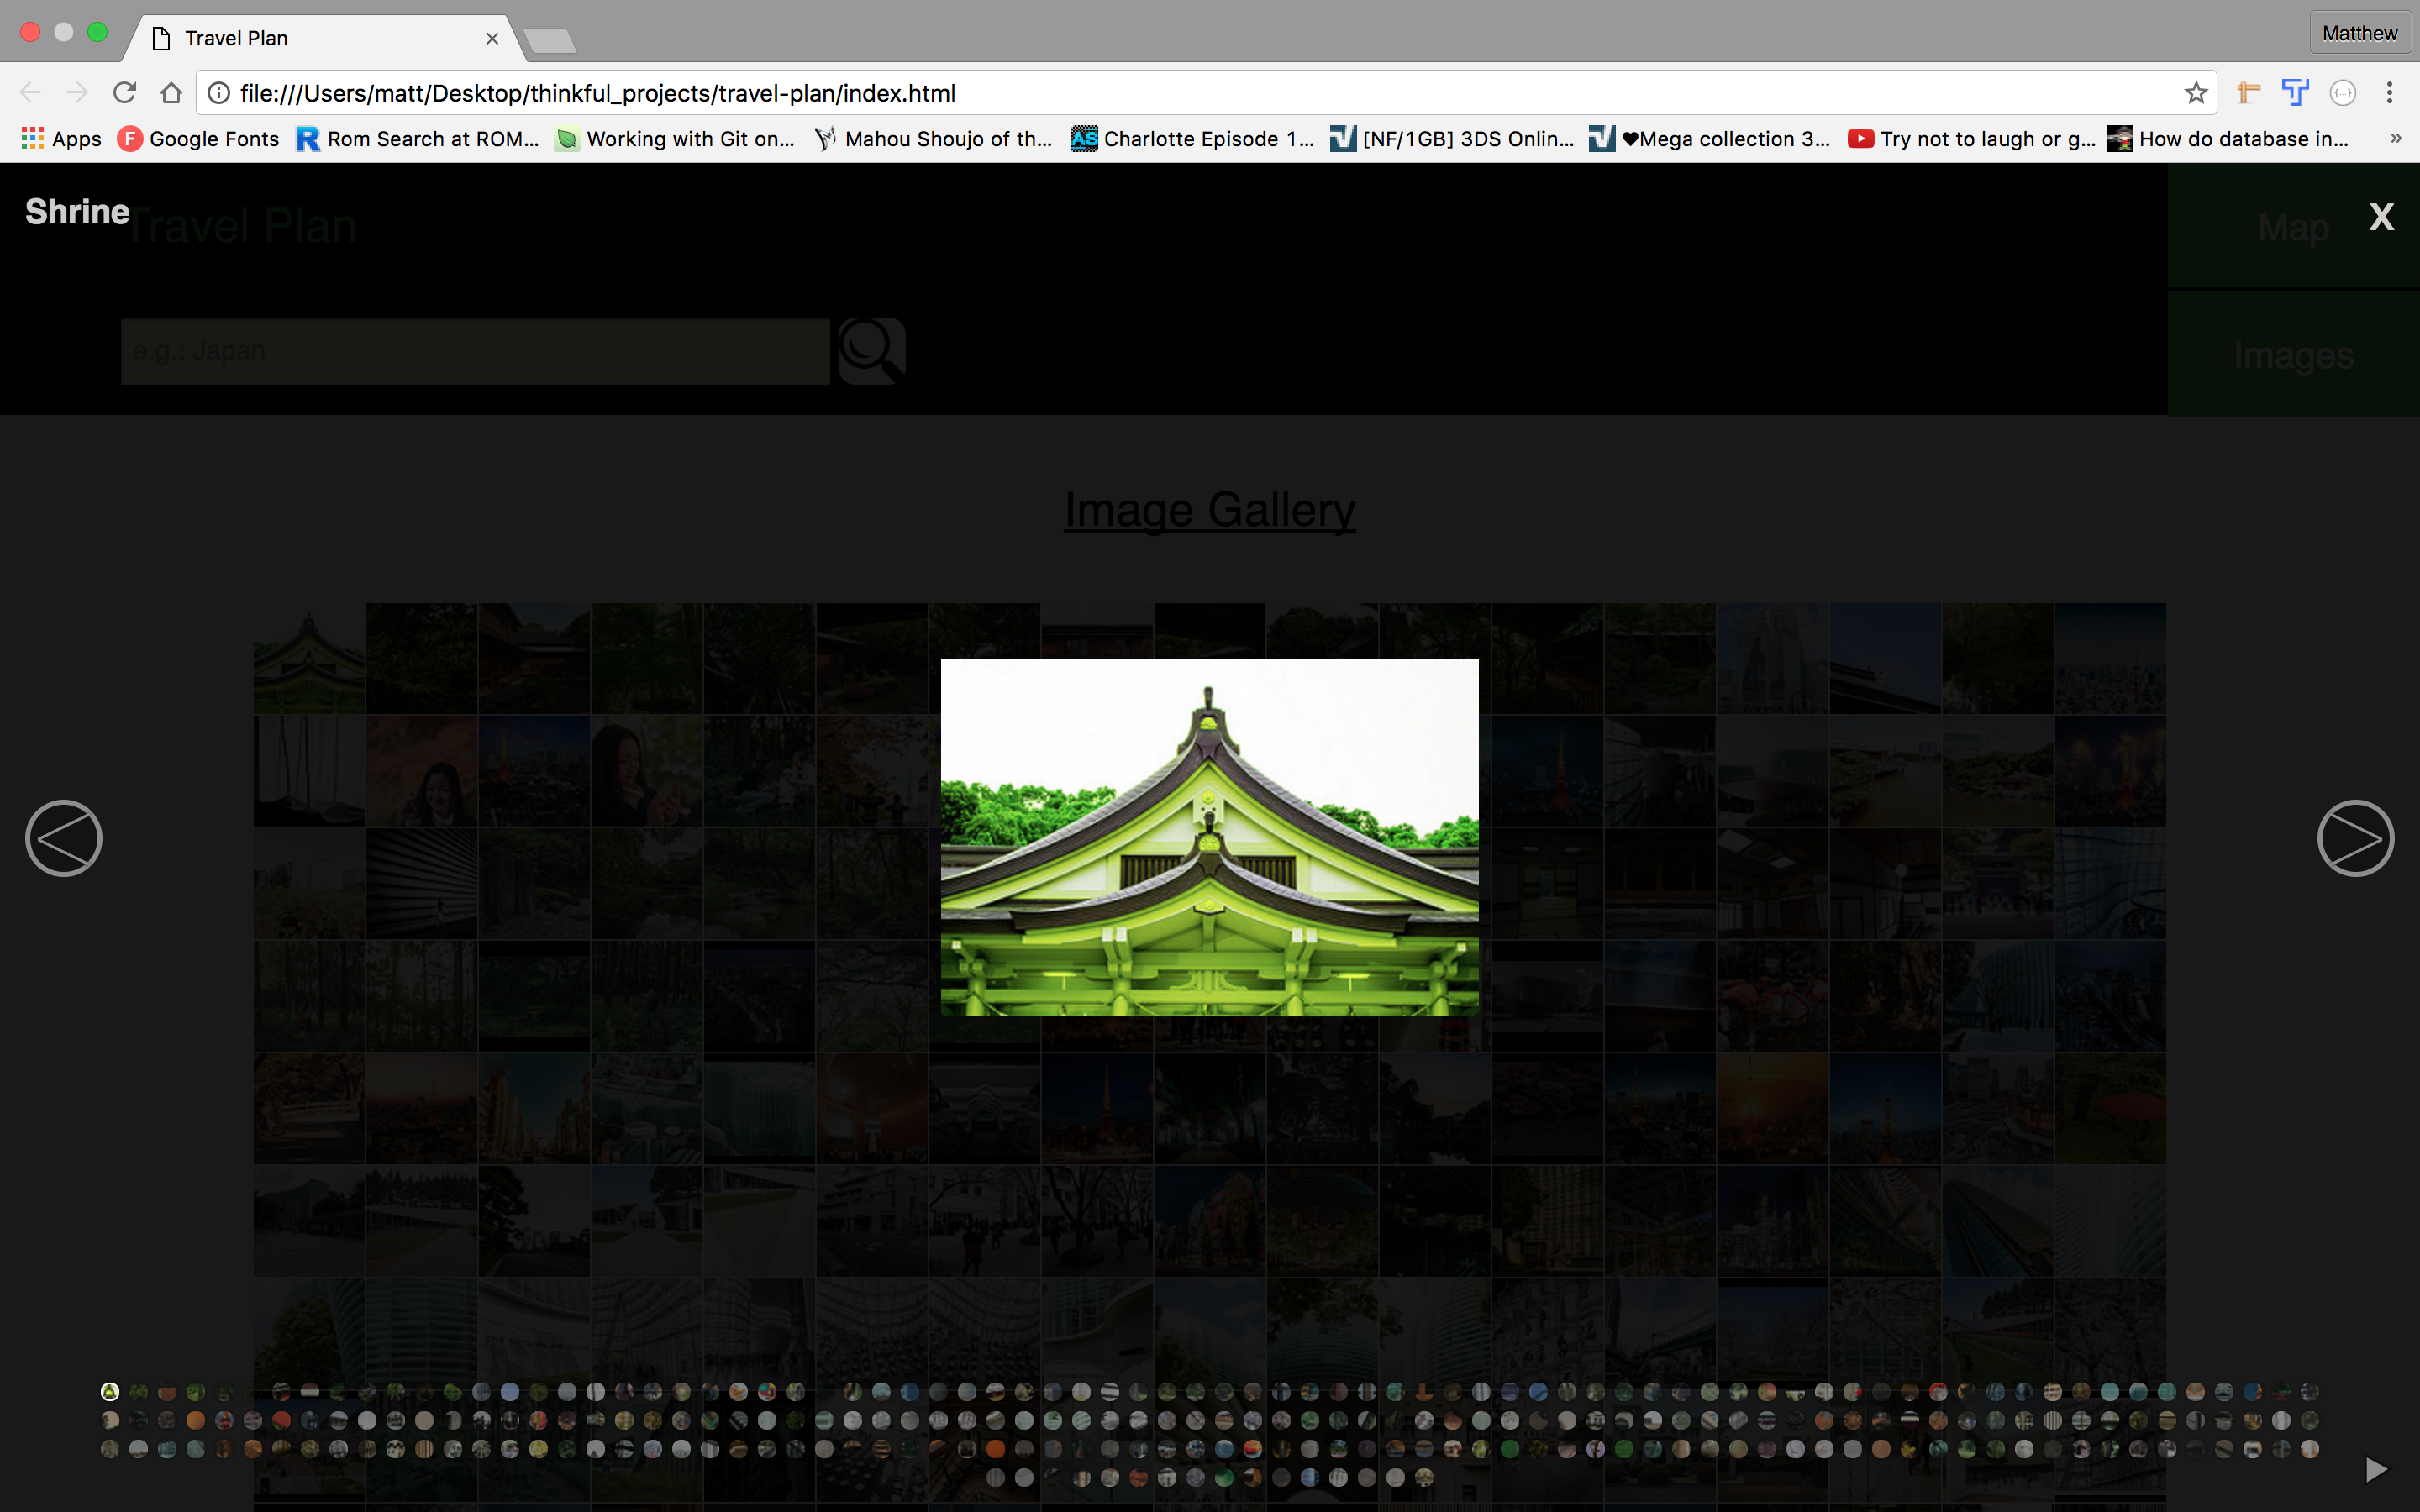 Travel Plan
Matthew
file:///Users/matt/Desktop/thinkful_projects/travel-plan/index.html
Apps Google Fonts Rom Search at ROM... Working with Git on... Mahou Shoujo of th... Charlotte Episode 1... [NF/1GB] 3DS Onlin... ♥Mega collection 3... Try not to laugh or g... How do database in... »
Shrine
Travel Plan
Map
X
e.g.: Japan
Images
Image Gallery